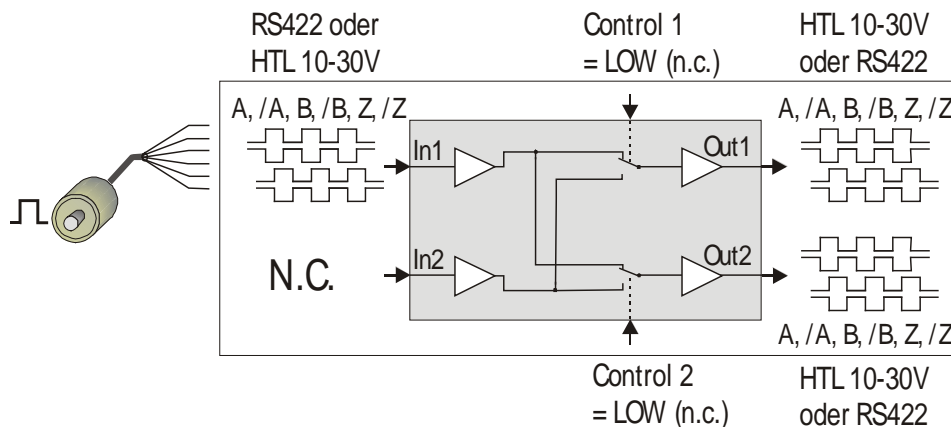 RS422 oder
HTL 10-30V
Control 1
= LOW (n.c.)
HTL 10-30V
oder RS422
A, /A, B, /B, Z, /Z
A, /A, B, /B, Z, /Z
In1
Out1
In2
Out2
N.C.
A, /A, B, /B, Z, /Z
Control 2
= LOW (n.c.)
HTL 10-30V
oder RS422